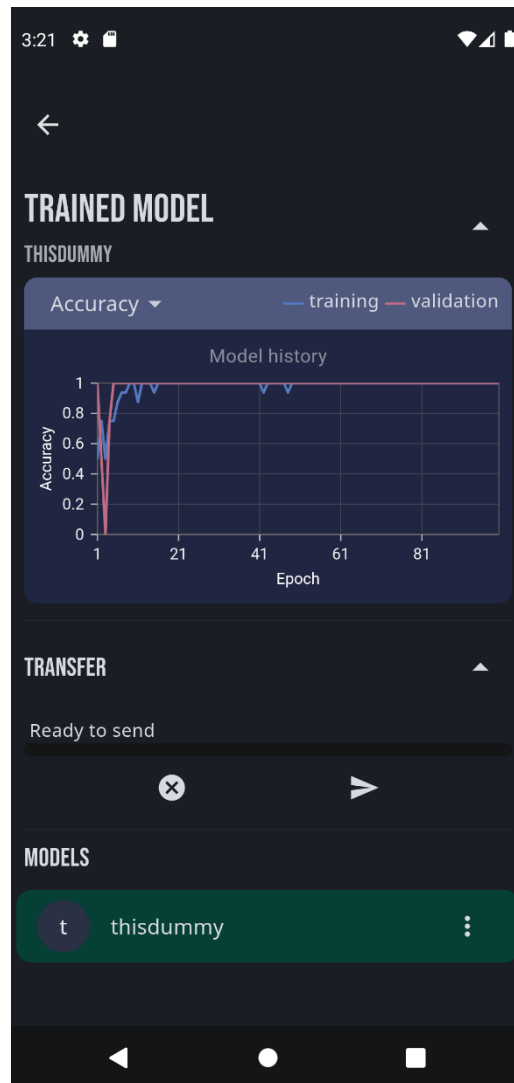 3:21
TRAINED MODEL
THISDUMMY
Accuracy training validation
Model history
1
0.8
0.6
0.4
0.2
0
Accuracy
1 21 41 61 81
Epoch
TRANSFER
Ready to send
MODELS
t thisdummy